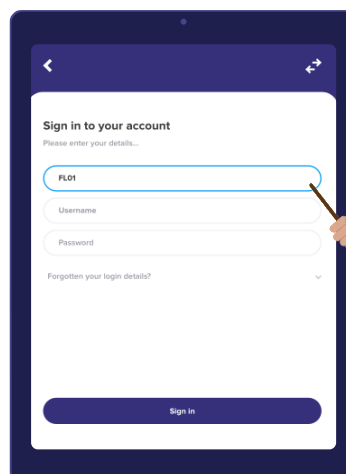 Sign in to your account
Please enter your details...
FL01
Username
Password
Forgotten your login details?
Sign in